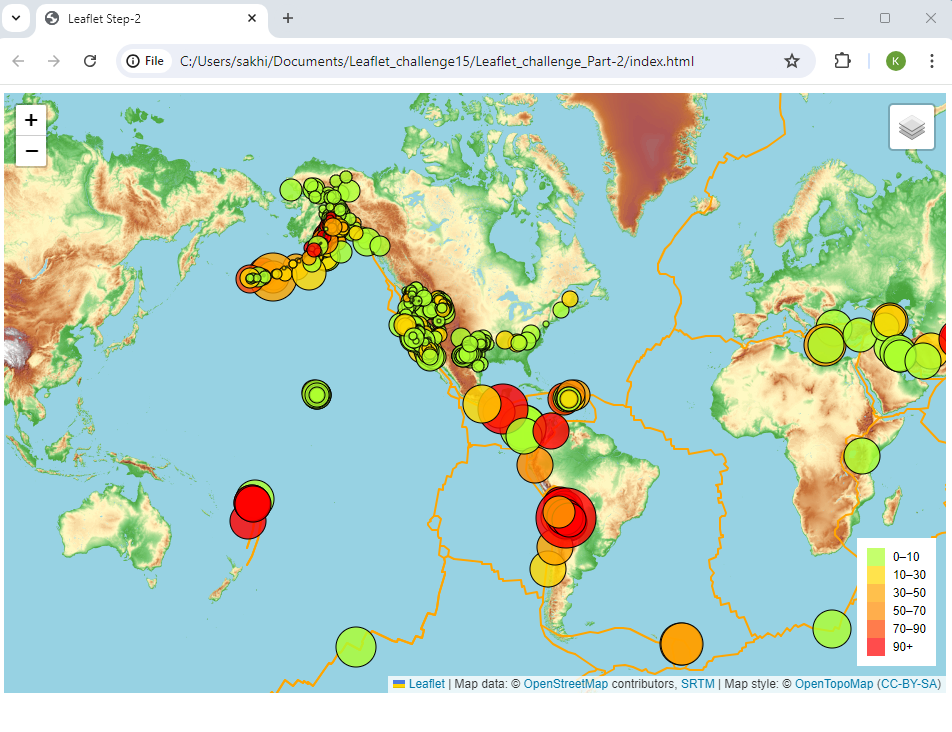 Leaflet Step-2
File
C:/Users/sakhi/Documents/Leaflet_challenge15/Leaflet_challenge_Part-2/index.html
K
+
−
0–10
10–30
30–50
50–70
70–90
90+
Leaflet | Map data: © OpenStreetMap contributors, SRTM | Map style: © OpenTopoMap (CC-BY-SA)